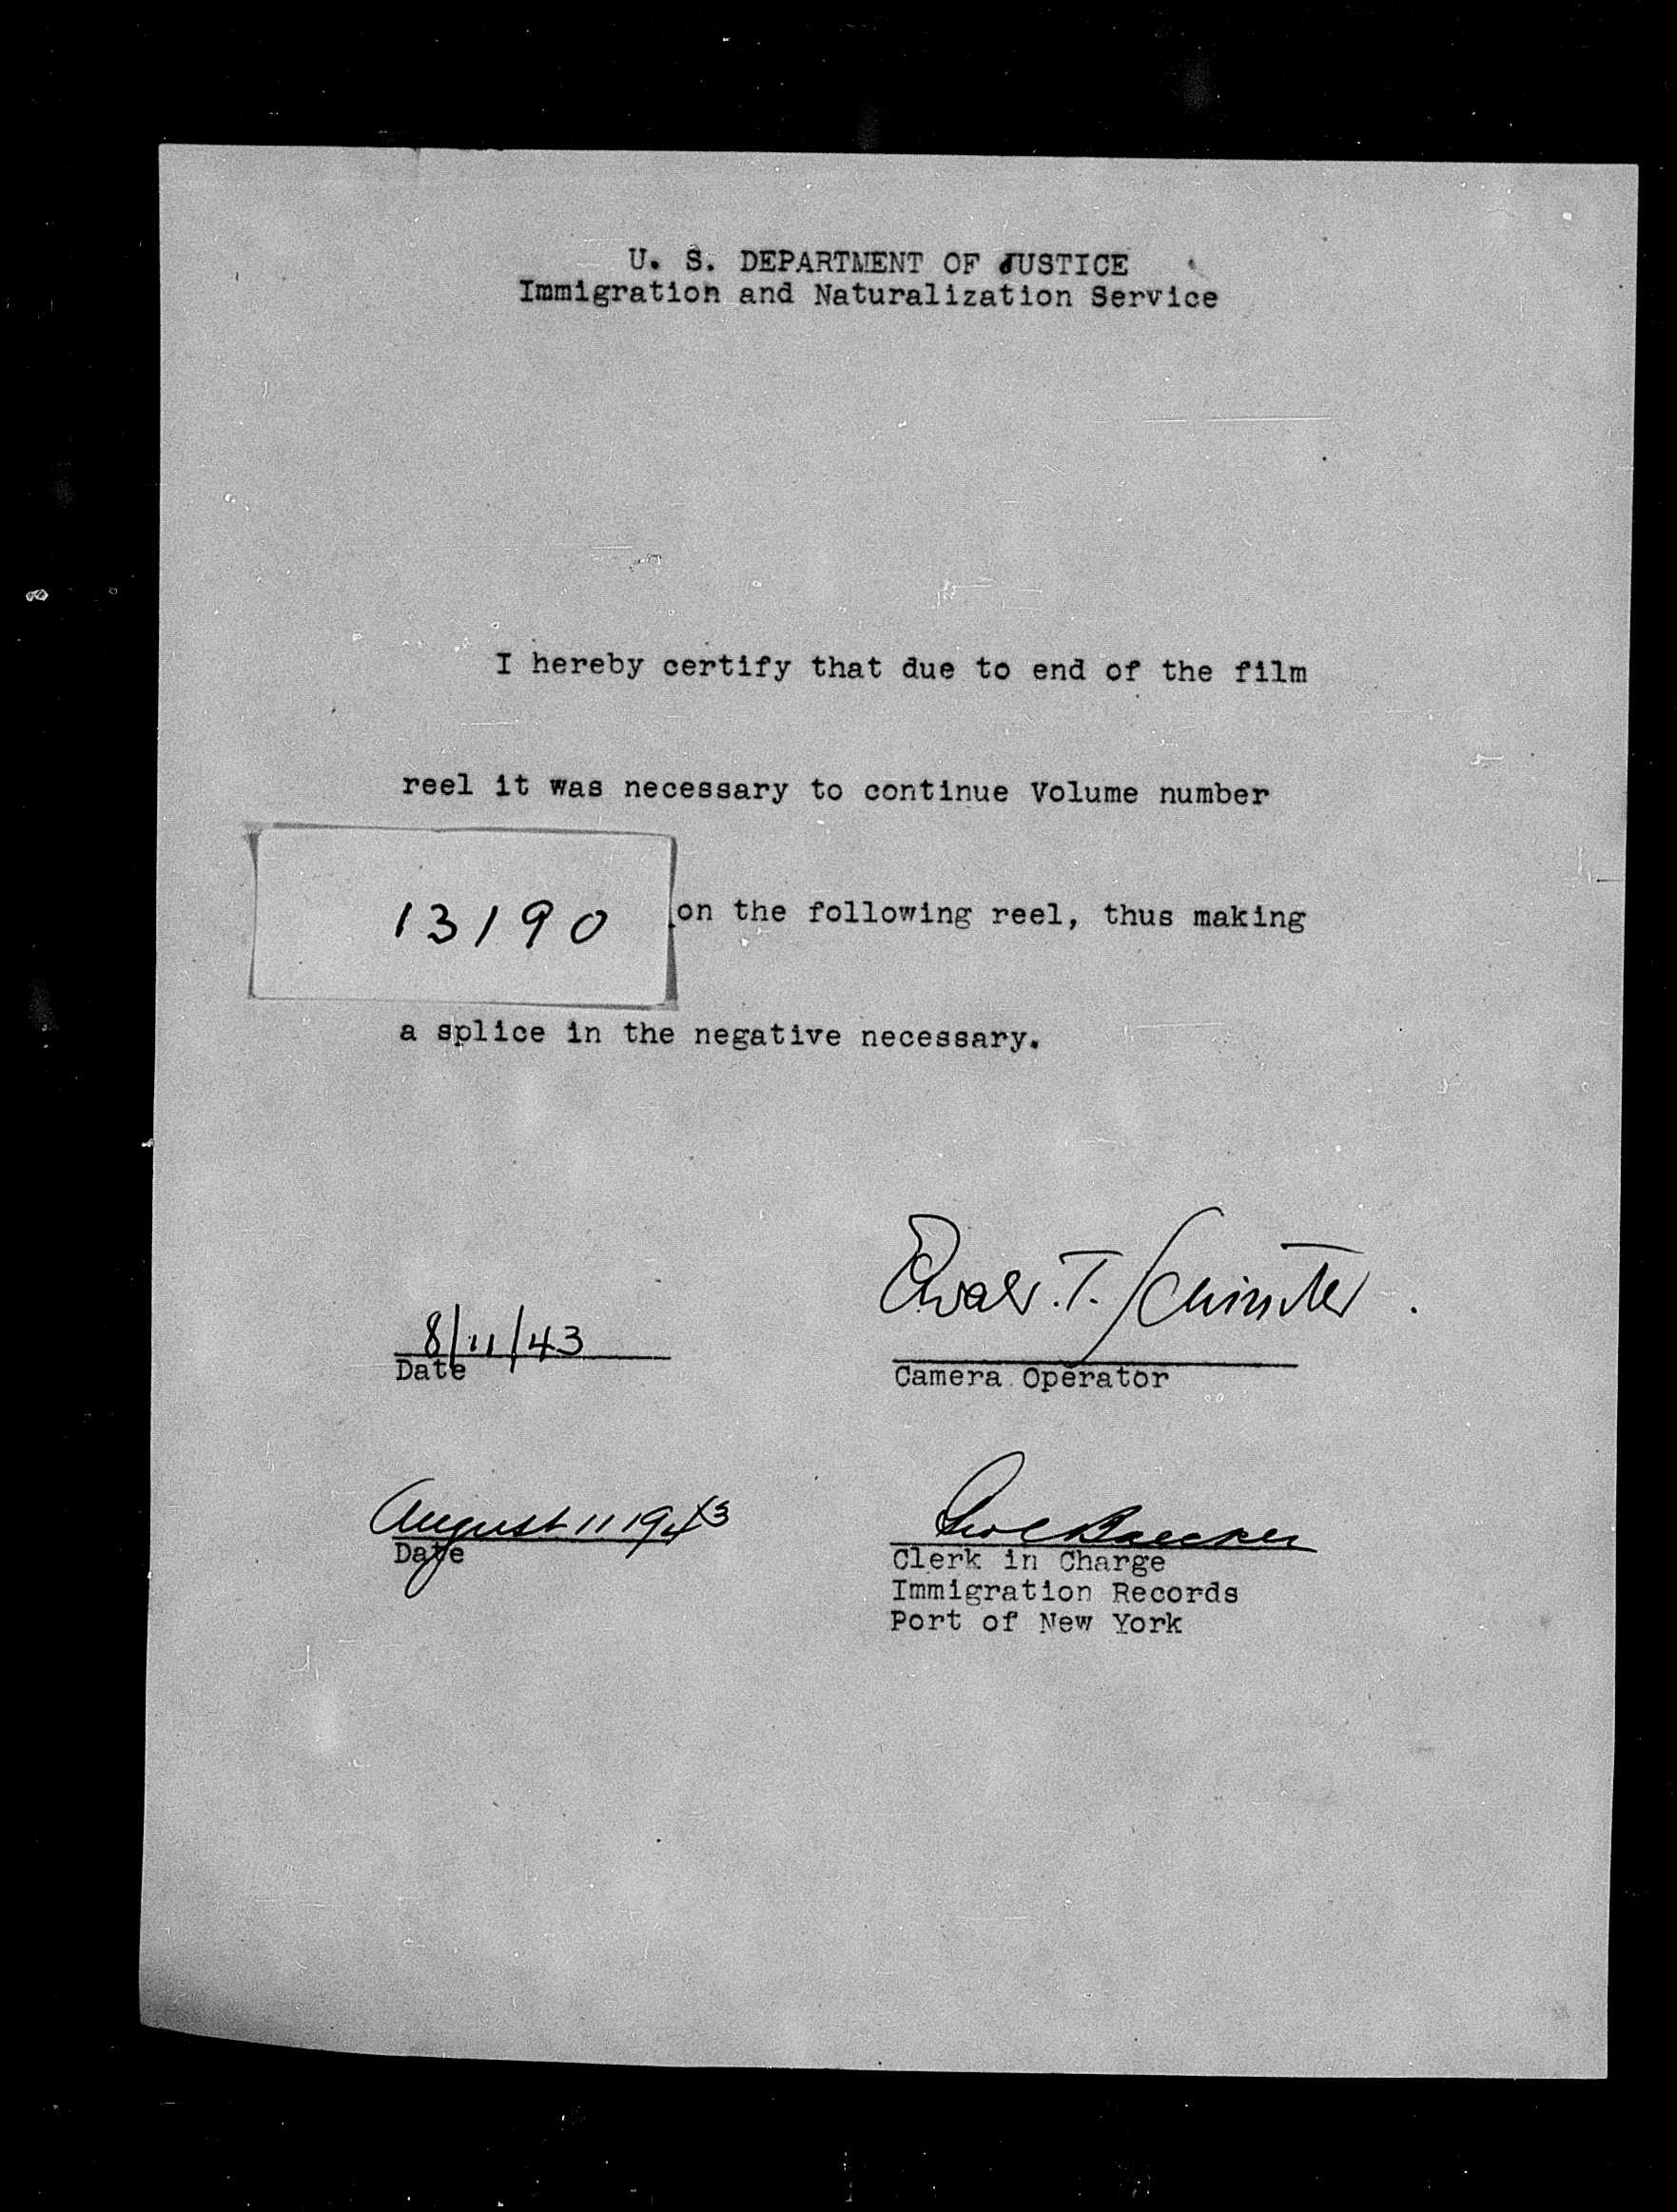 U. S. DEPARTMENT OF JUSTICE
Immigration and Naturalization Service
I hereby certify that due to end of the film
reel it was necessary to continue Volume number
13190 on the following reel, thus making
a splice in the negative necessary.
8/11/43
Date
T.
Camera Operator
August 11 1943
Date
Clerk in Charge
Immigration Records
Port of New York